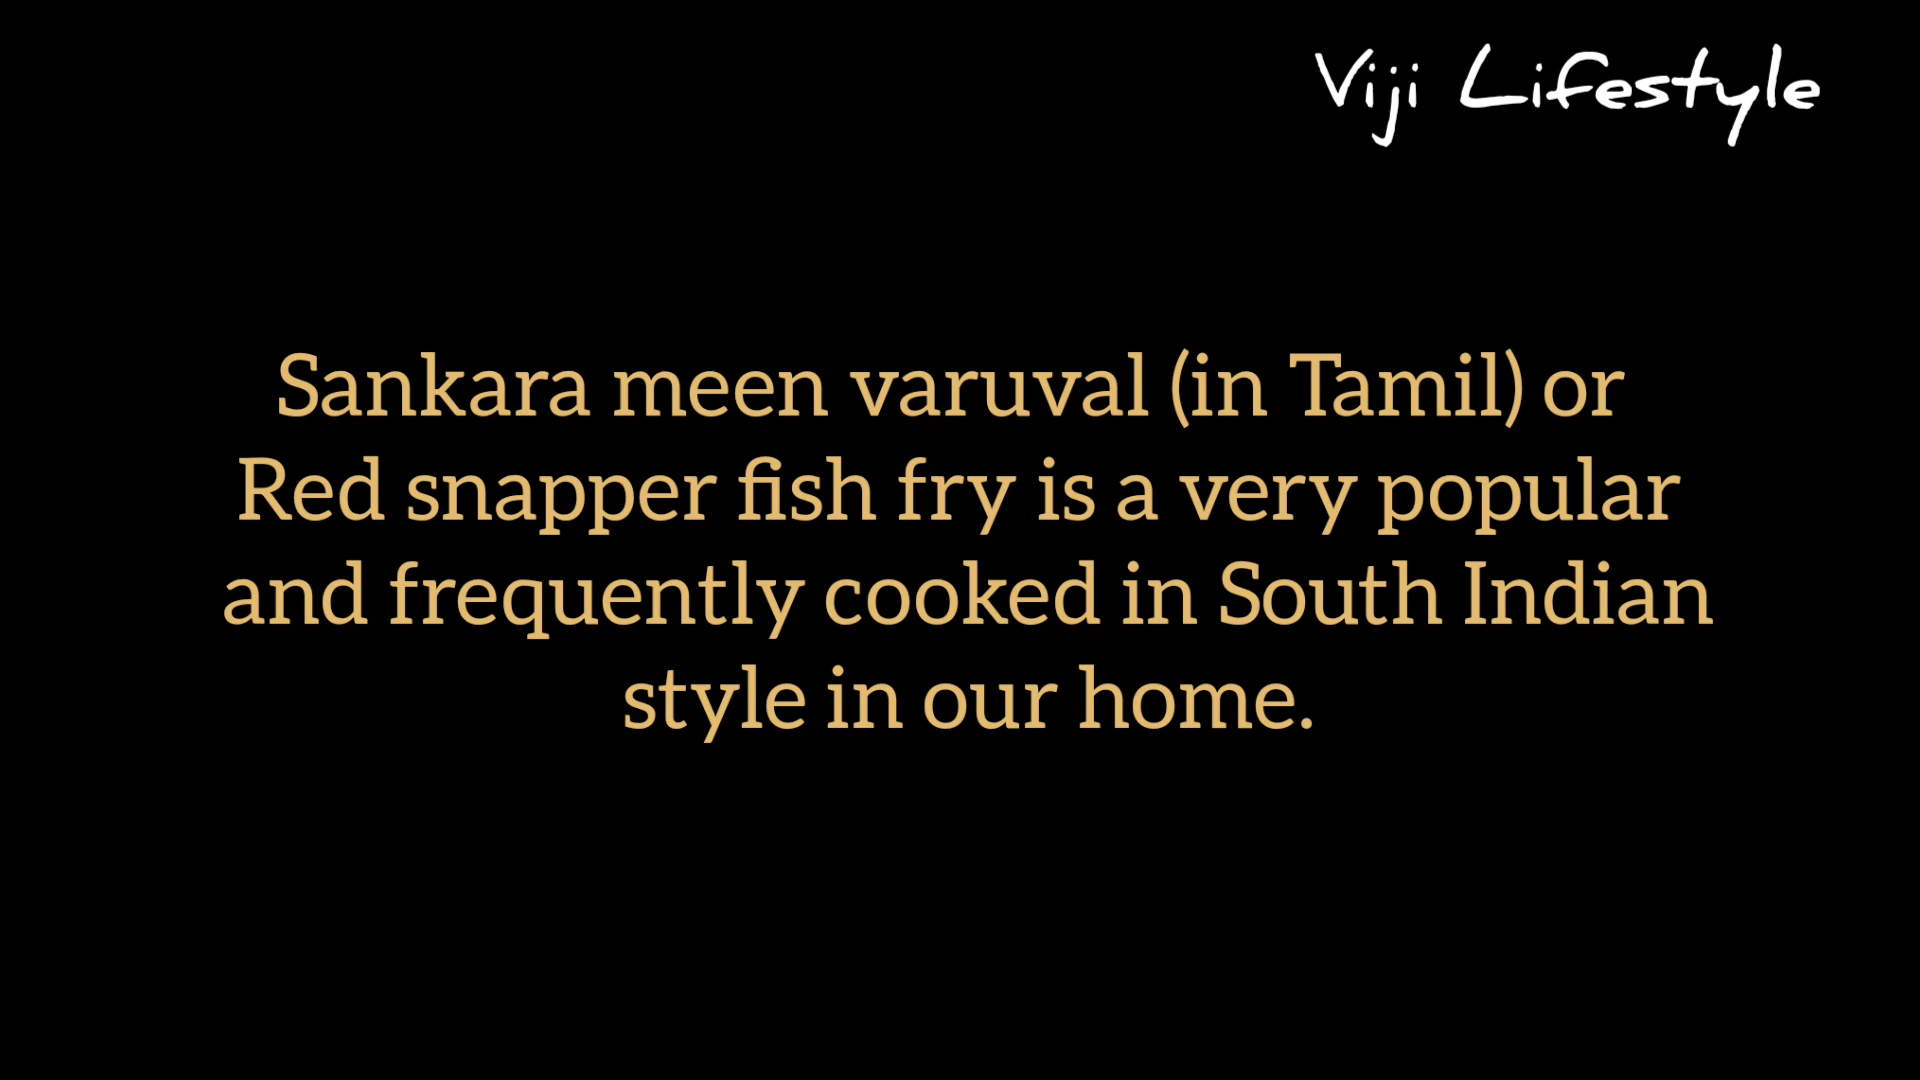 Viji Lifestyle
Sankara meen varuval (in Tamil) or
Red snapper fish fry is a very popular
and frequently cooked in South Indian
style in our home.